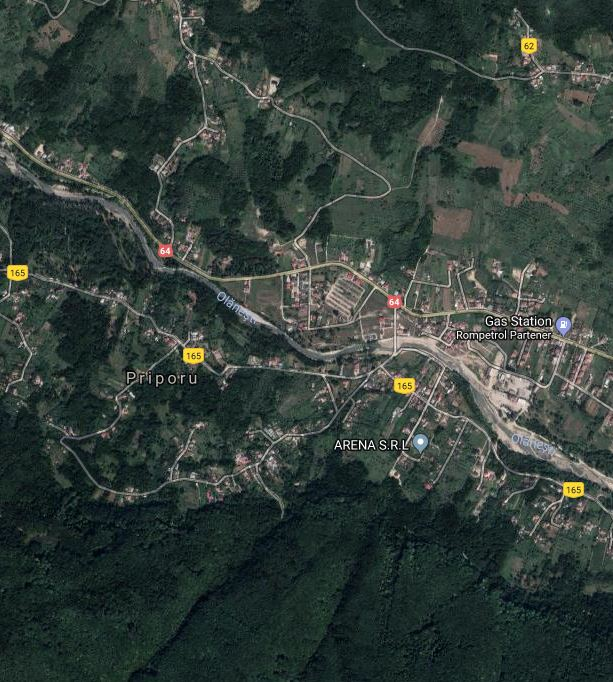 62
64
165
Olănești
64
Gas Station
Rompetrol Partener
165
Priporu
165
ARENA S.R.L
Olănești
165